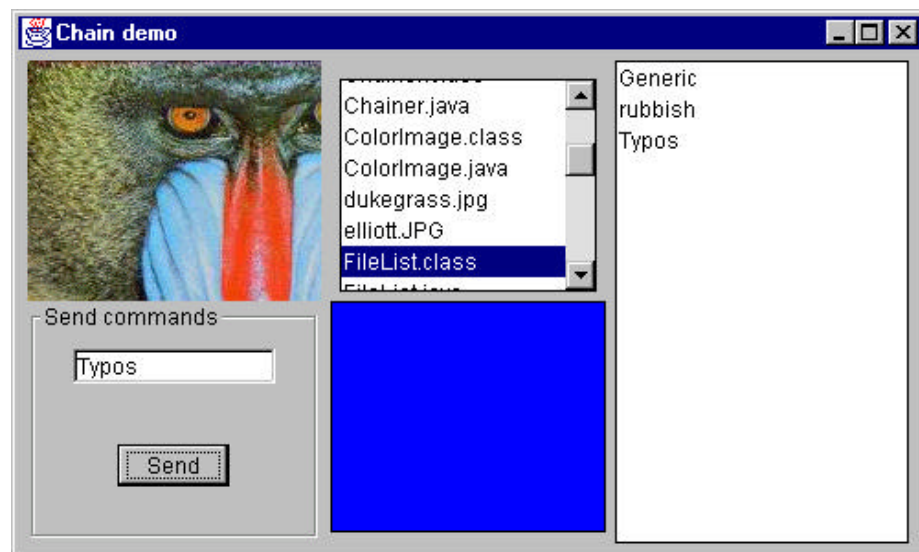 Chain demo
Chainer.java
ColorImage.class
ColorImage.java
dukegrass.jpg
elliott.JPG
FileList.class
Generic
rubbish
Typos
Send commands
Typos
Send